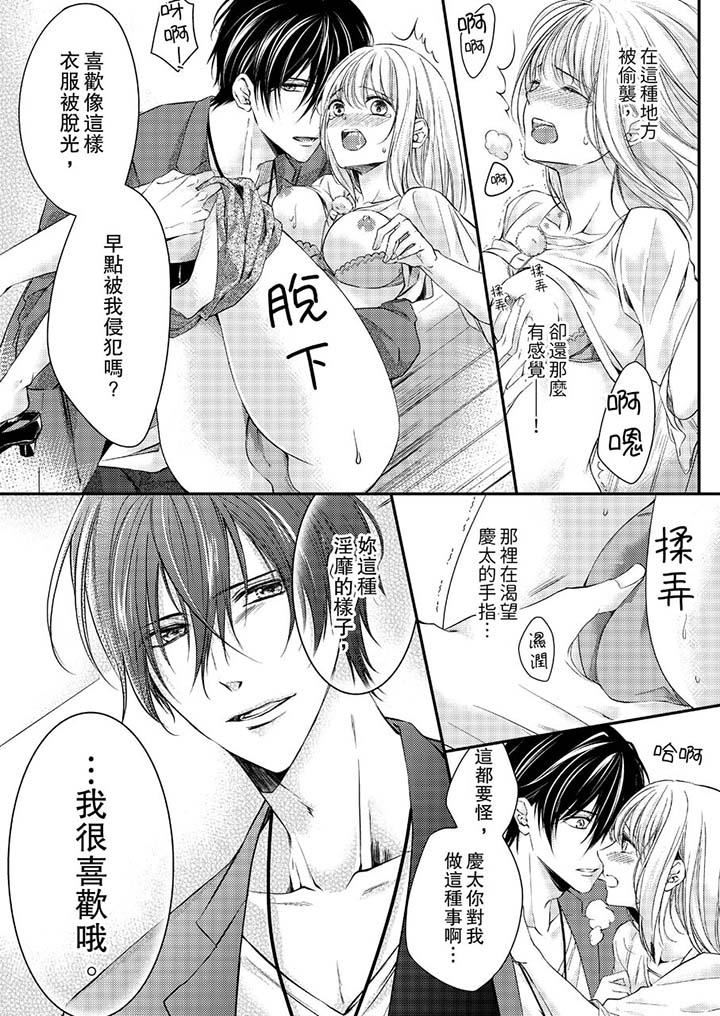 在這種地方
被偷襲，
啊啊
啊
揉弄
揉弄
卻還那麼
有感覺
——！
啊
嗯
呀啊！
喜歡像這樣
衣服被脫光，
早點被我侵犯嗎？
脫下
揉弄
那裡在渴望
慶太的手指…
濕潤
哈啊
這都要怪，
慶太你對我
做這種事啊…
妳這種
淫靡的樣子，
…我很喜歡哦。